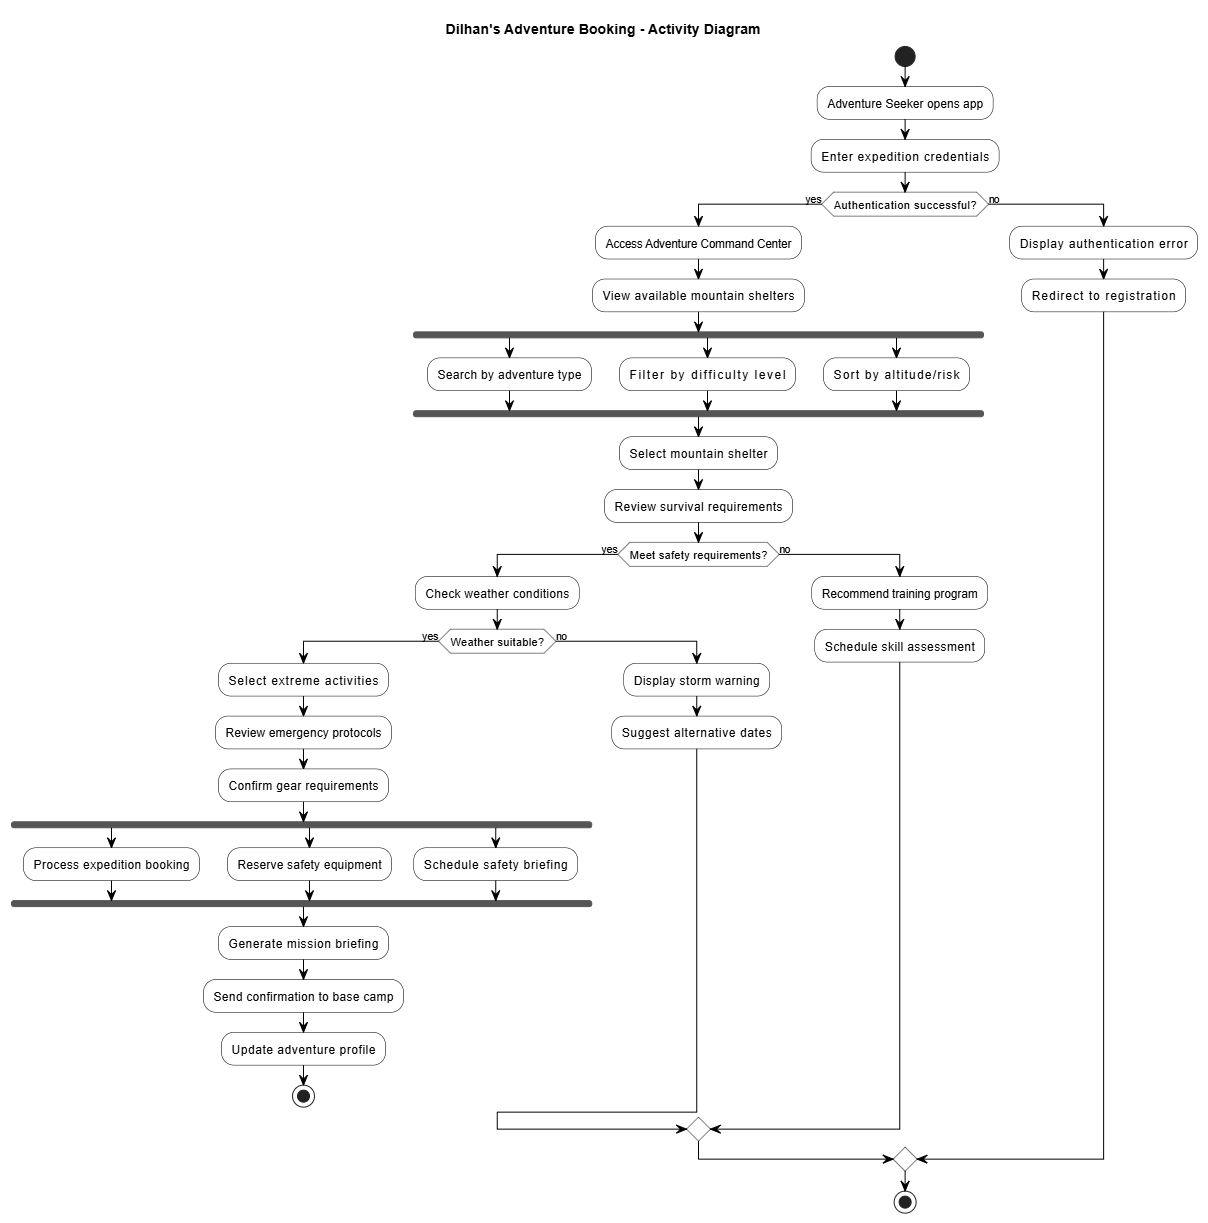 Dilhan's Adventure Booking - Activity Diagram
Adventure Seeker opens app
Enter expedition credentials
yes
Authentication successful?
no
Access Adventure Command Center
Display authentication error
View available mountain shelters
Redirect to registration
Search by adventure type
Filter by difficulty level
Sort by altitude/risk
Select mountain shelter
Review survival requirements
yes
Meet safety requirements?
no
Check weather conditions
Recommend training program
yes
Weather suitable?
no
Schedule skill assessment
Select extreme activities
Display storm warning
Review emergency protocols
Suggest alternative dates
Confirm gear requirements
Process expedition booking
Reserve safety equipment
Schedule safety briefing
Generate mission briefing
Send confirmation to base camp
Update adventure profile